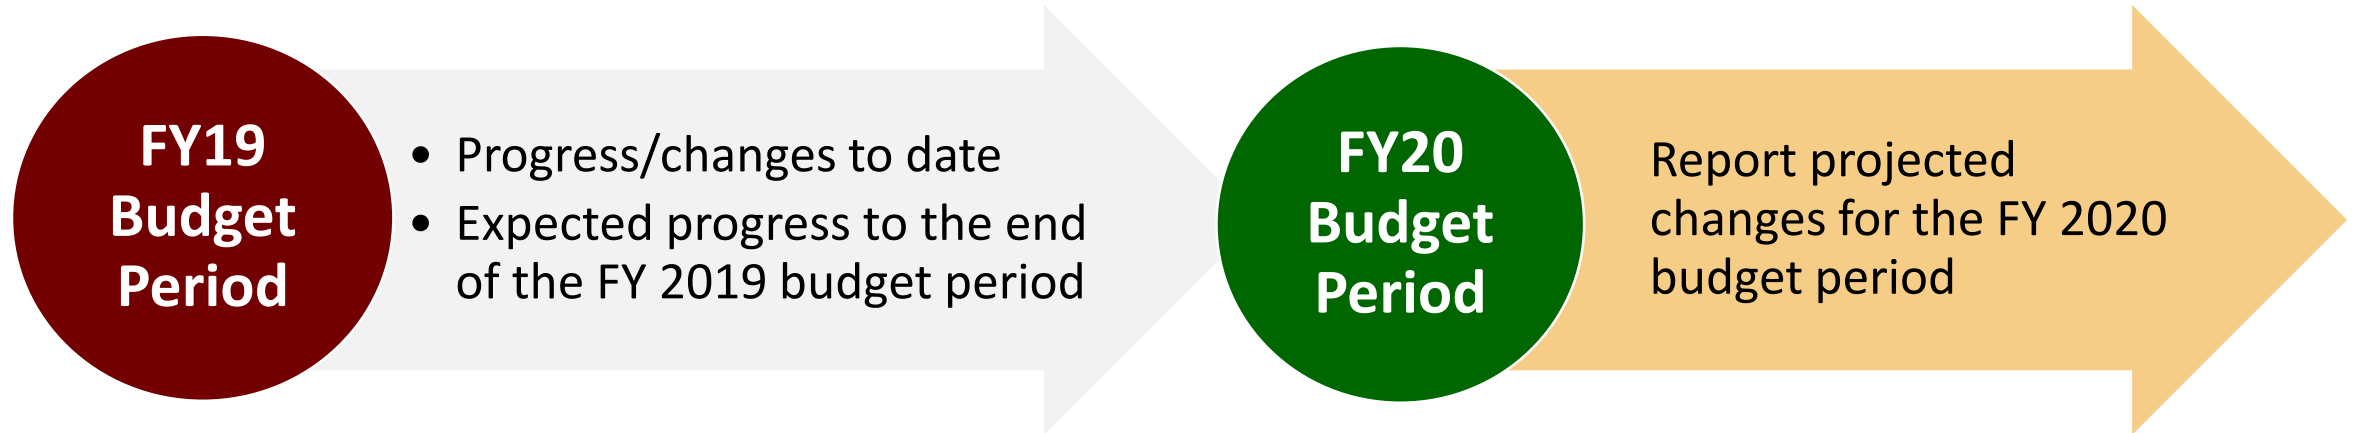 FY19
Budget
Period
• Progress/changes to date
• Expected progress to the end
of the FY 2019 budget period
FY20
Budget
Period
Report projected
changes for the FY 2020
budget period